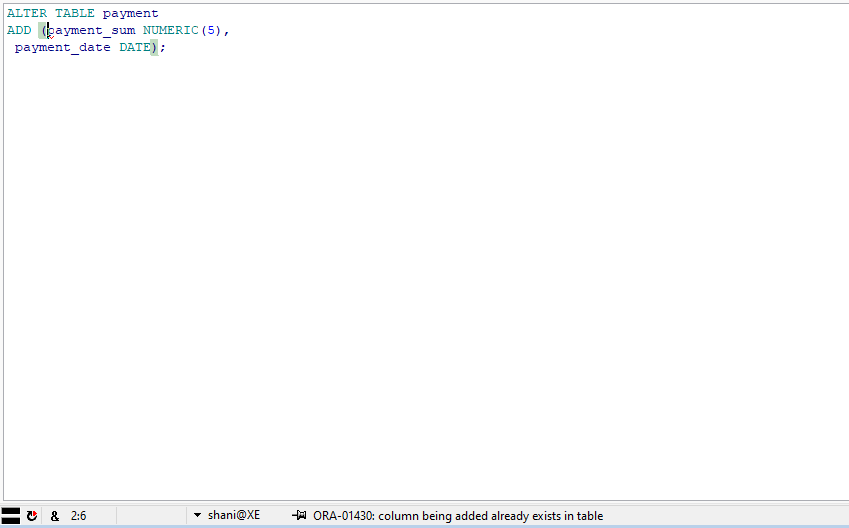 ALTER TABLE payment
ADD (payment_sum NUMERIC(5),
payment_date DATE);
& 2:6 shani@XE ORA-01430: column being added already exists in table